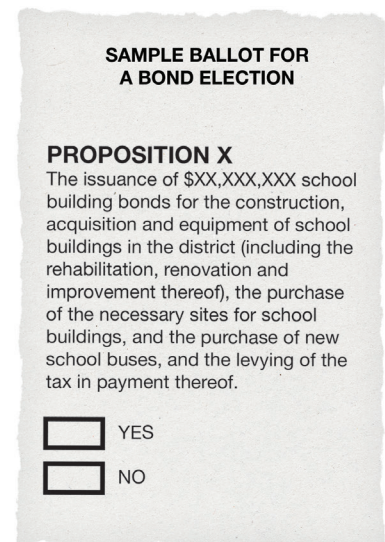 SAMPLE BALLOT FOR
A BOND ELECTION
PROPOSITION X
The issuance of $XX,XXX,XXX school
building bonds for the construction,
acquisition and equipment of school
buildings in the district (including the
rehabilitation, renovation and
improvement thereof), the purchase
of the necessary sites for school
buildings, and the purchase of new
school buses, and the levying of the
tax in payment thereof.
YES
NO